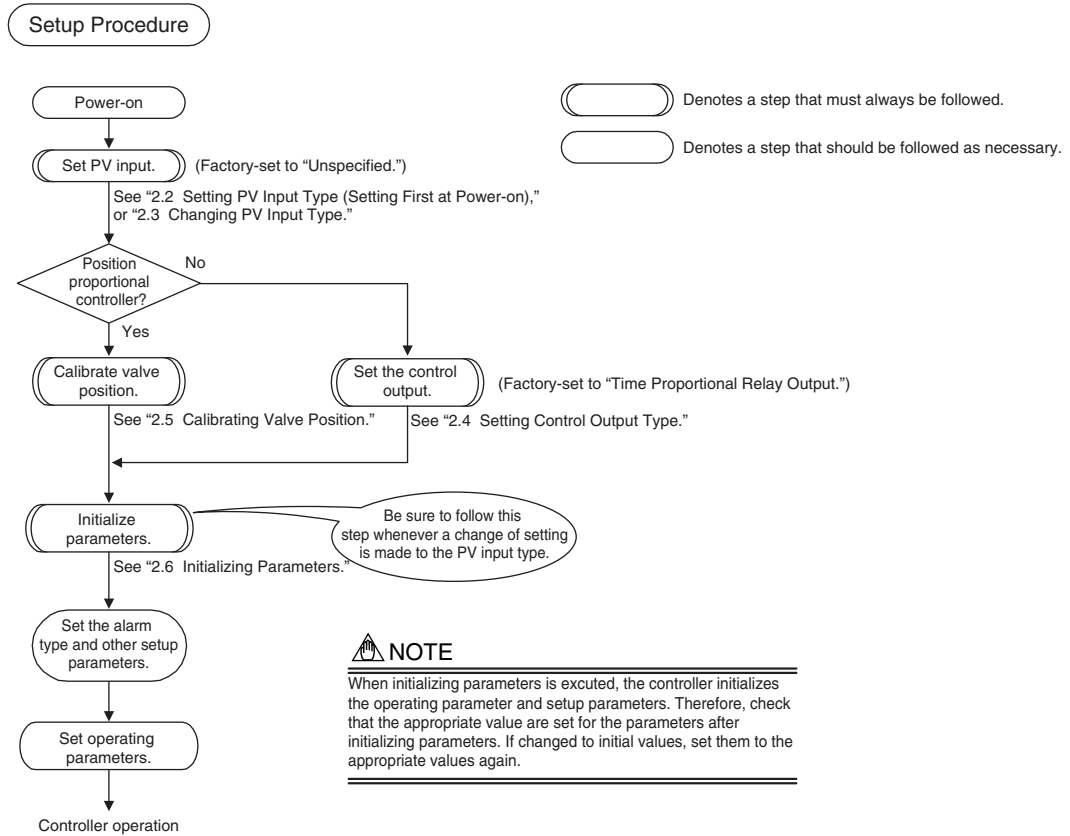 Setup Procedure
Power-on
Denotes a step that must always be followed.
Set PV input.
(Factory-set to “Unspecified.”)
Denotes a step that should be followed as necessary.
See “2.2  Setting PV Input Type (Setting First at Power-on),”
or “2.3  Changing PV Input Type.”
Position
proportional
controller?
No
Yes
Calibrate valve
position.
Set the control
output.
(Factory-set to “Time Proportional Relay Output.”)
See “2.5  Calibrating Valve Position.”
See “2.4  Setting Control Output Type.”
Initialize
parameters.
Be sure to follow this
step whenever a change of setting
is made to the PV input type.
See “2.6  Initializing Parameters.”
Set the alarm
type and other setup
parameters.
NOTE
When initializing parameters is excuted, the controller initializes
the operating parameter and setup parameters. Therefore, check
that the appropriate value are set for the parameters after
initializing parameters. If changed to initial values, set them to the
appropriate values again.
Set operating
parameters.
Controller operation